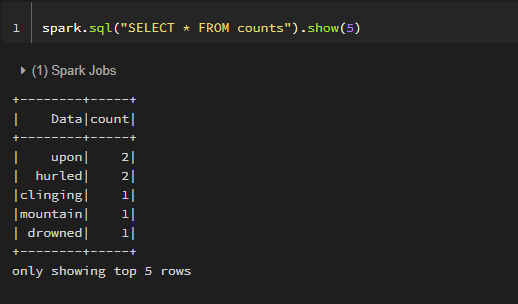 1 spark.sql("SELECT * FROM counts").show(5)
(1) Spark Jobs
+--------+-----+
|    Data|count|
+--------+-----+
|    upon|    2|
|  hurled|    2|
|clinging|    1|
|mountain|    1|
| drowned|    1|
+--------+-----+
only showing top 5 rows